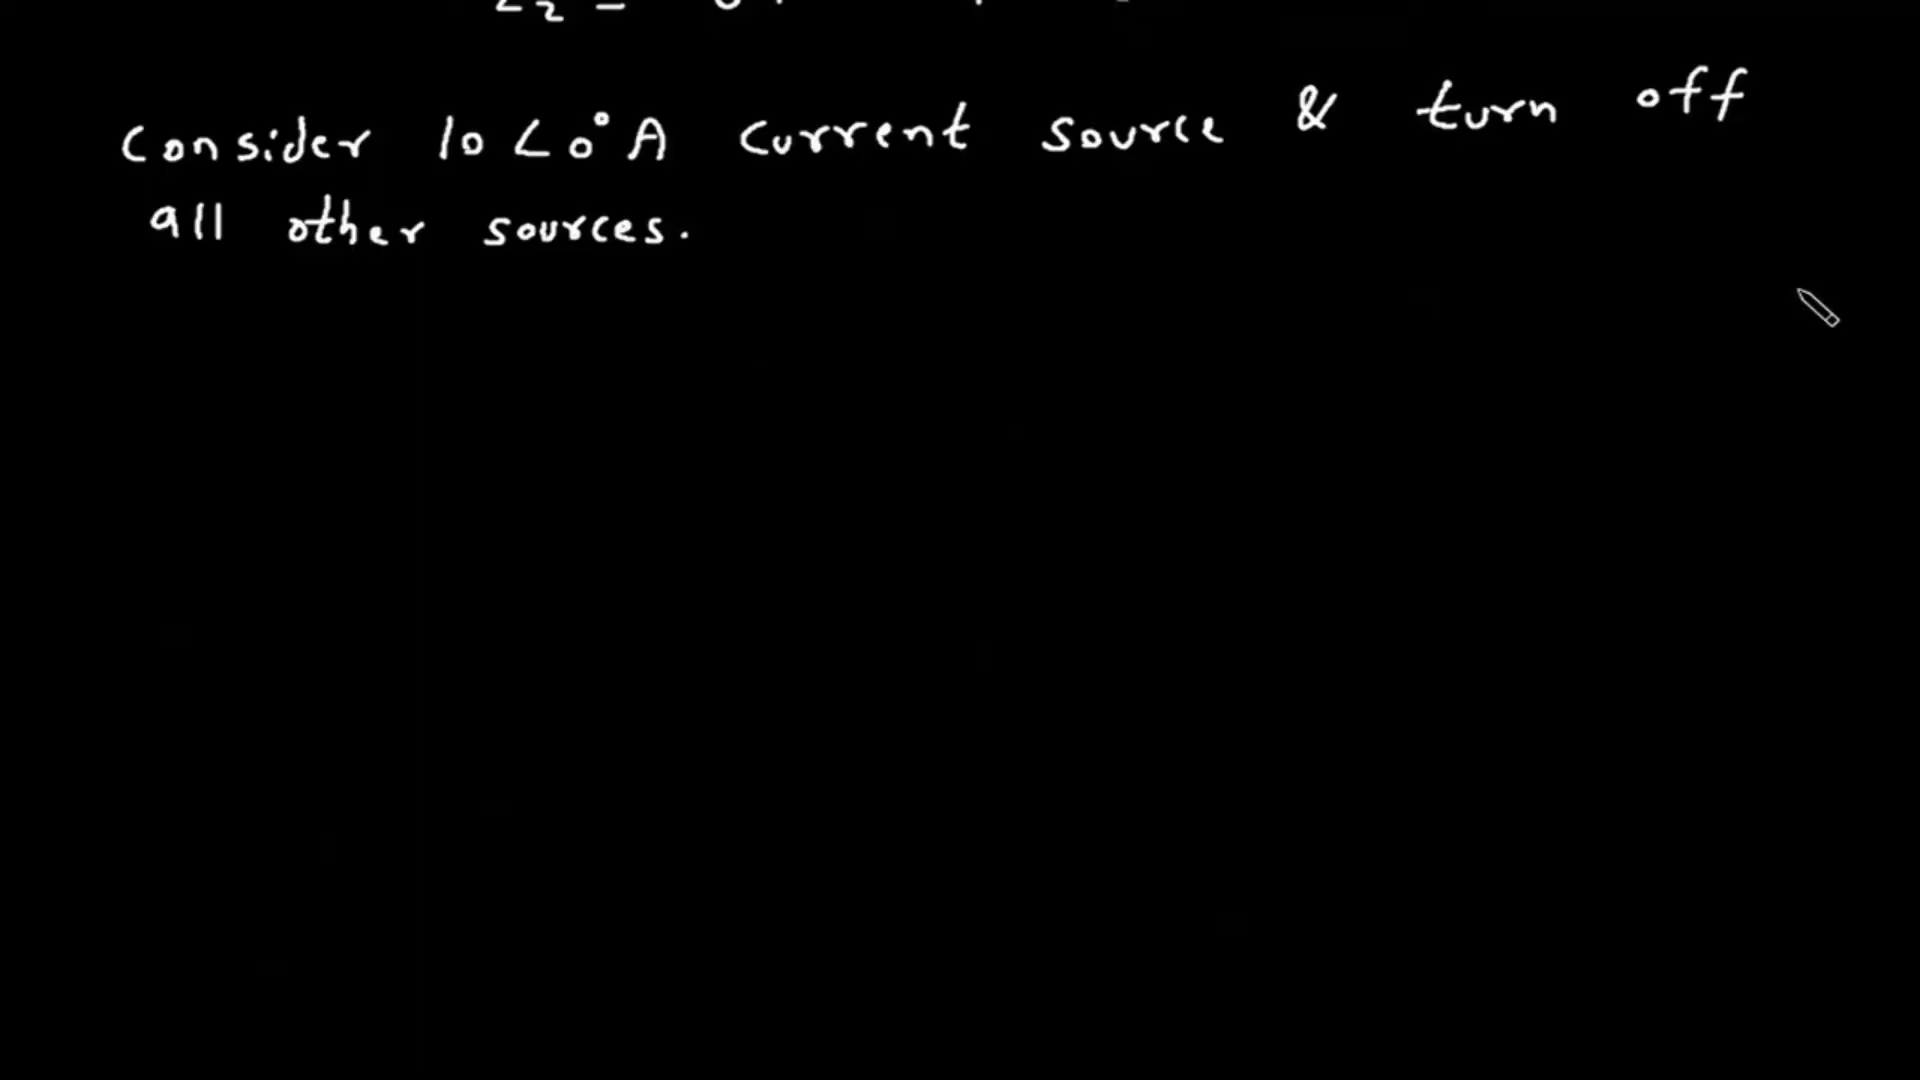 Consider 10∠0°A current source & turn off
all other sources.